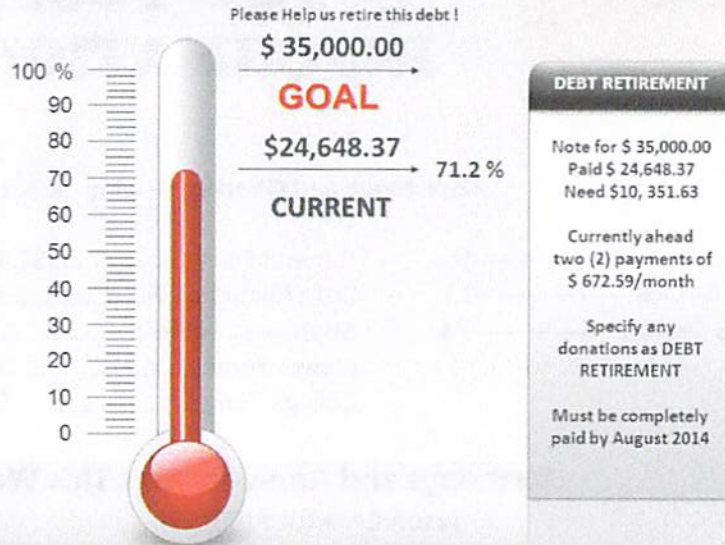 Please Help us retire this debt !
$ 35,000.00
GOAL
$24,648.37
71.2 %
CURRENT
100 %
90
80
70
60
50
40
30
20
10
0
DEBT RETIREMENT
Note for $ 35,000.00
Paid $ 24,648.37
Need $10, 351.63
Currently ahead
two (2) payments of
$ 672.59/month
Specify any
donations as DEBT
RETIREMENT
Must be completely
paid by August 2014